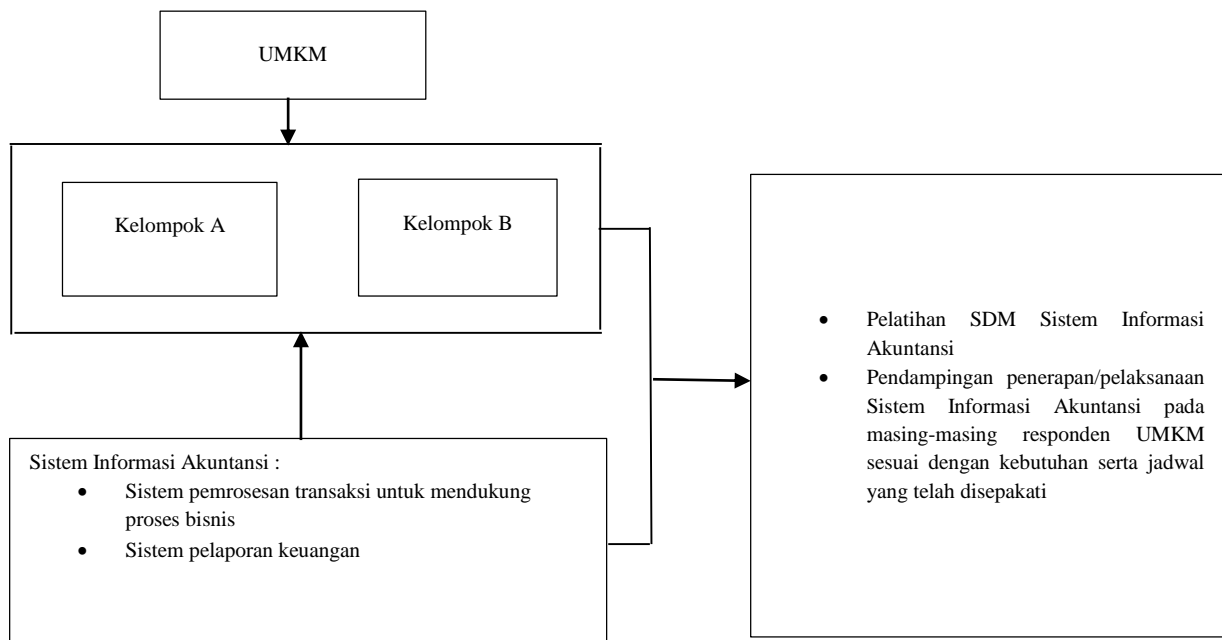 UMKM
Kelompok A
Kelompok B
Sistem Informasi Akuntansi :
• Sistem pemrosesan transaksi untuk mendukung
proses bisnis
• Sistem pelaporan keuangan
• Pelatihan SDM Sistem Informasi
Akuntansi
• Pendampingan penerapan/pelaksanaan
Sistem Informasi Akuntansi pada
masing-masing responden UMKM
sesuai dengan kebutuhan serta jadwal
yang telah disepakati